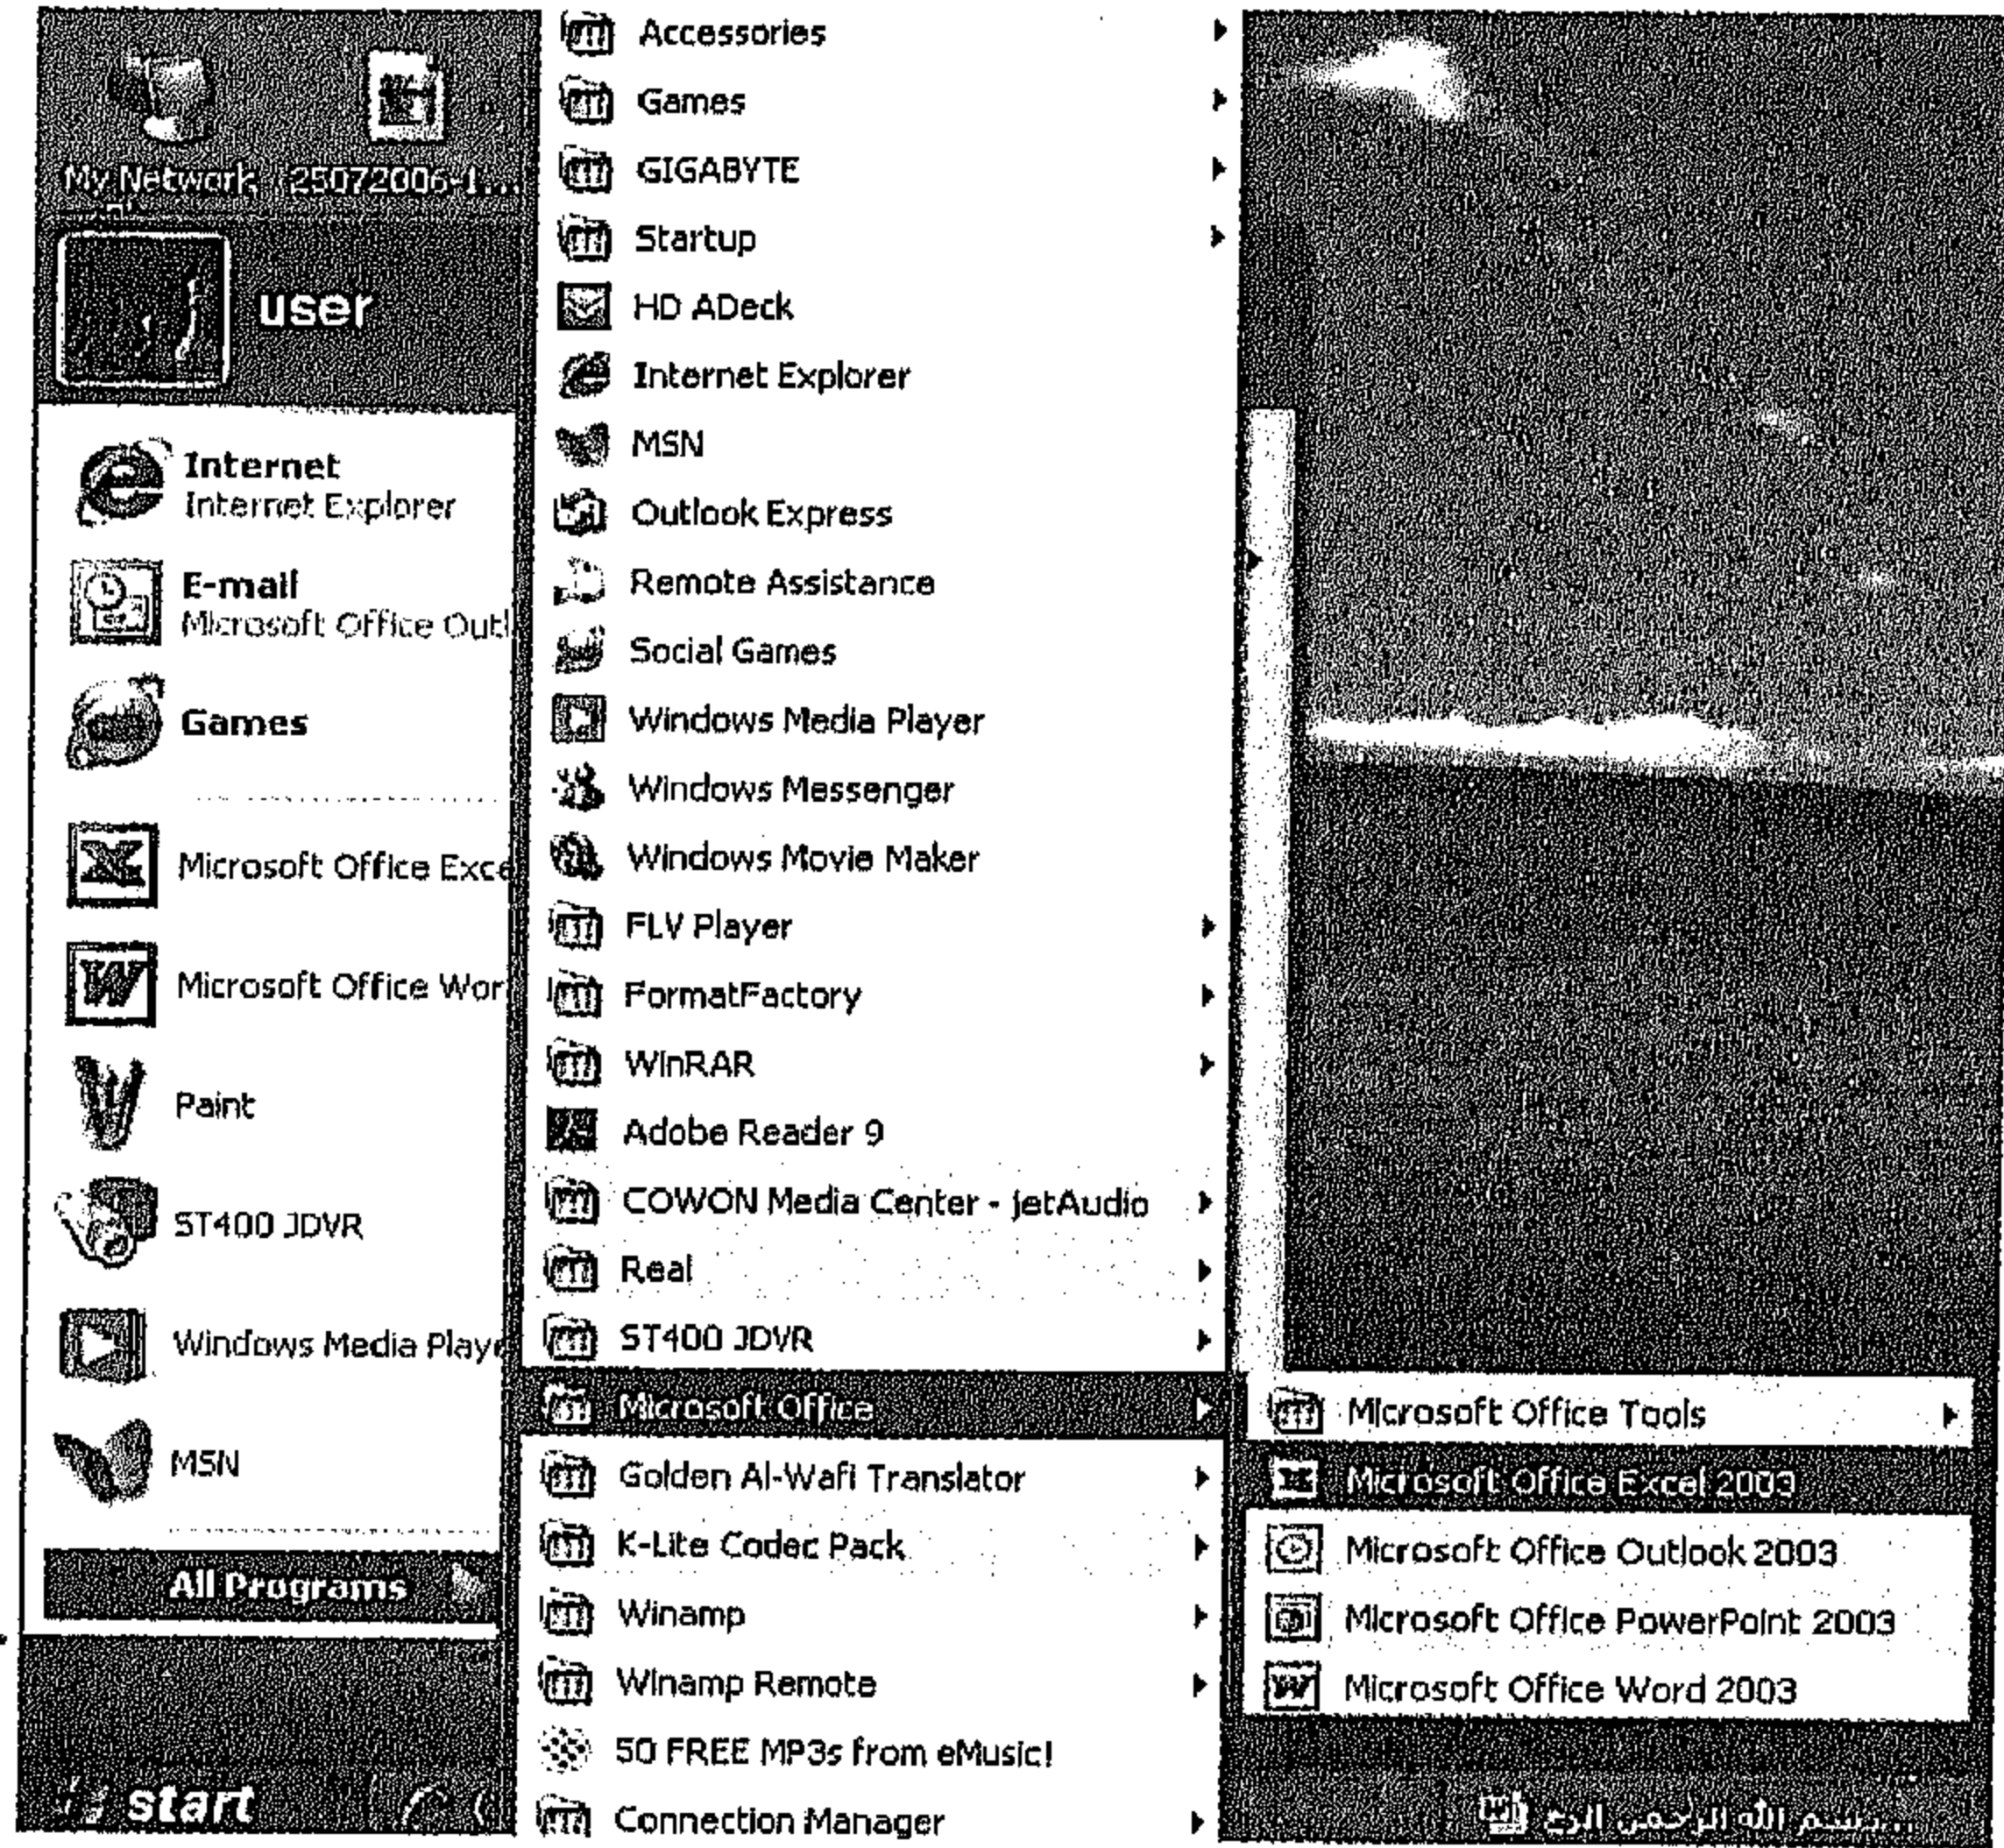 My Network
25072006-1...
user
Internet
Internet Explorer
E-mail
Microsoft Office Outl
Games
Microsoft Office Exce
Microsoft Office Wor
Paint
ST400 JDVR
Windows Media Playe
MSN
All Programs
start
Accessories
Games
GIGABYTE
Startup
HD ADeck
Internet Explorer
MSN
Outlook Express
Remote Assistance
Social Games
Windows Media Player
Windows Messenger
Windows Movie Maker
FLV Player
FormatFactory
WinRAR
Adobe Reader 9
COWON Media Center - jetAudio
Real
ST400 JDVR
Microsoft Office
Golden Al-Wafi Translator
K-Lite Codec Pack
Winamp
Winamp Remote
50 FREE MP3s from eMusic!
Connection Manager
Microsoft Office Tools
Microsoft Office Excel 2003
Microsoft Office Outlook 2003
Microsoft Office PowerPoint 2003
Microsoft Office Word 2003
بسم الله الرحمن الرح...